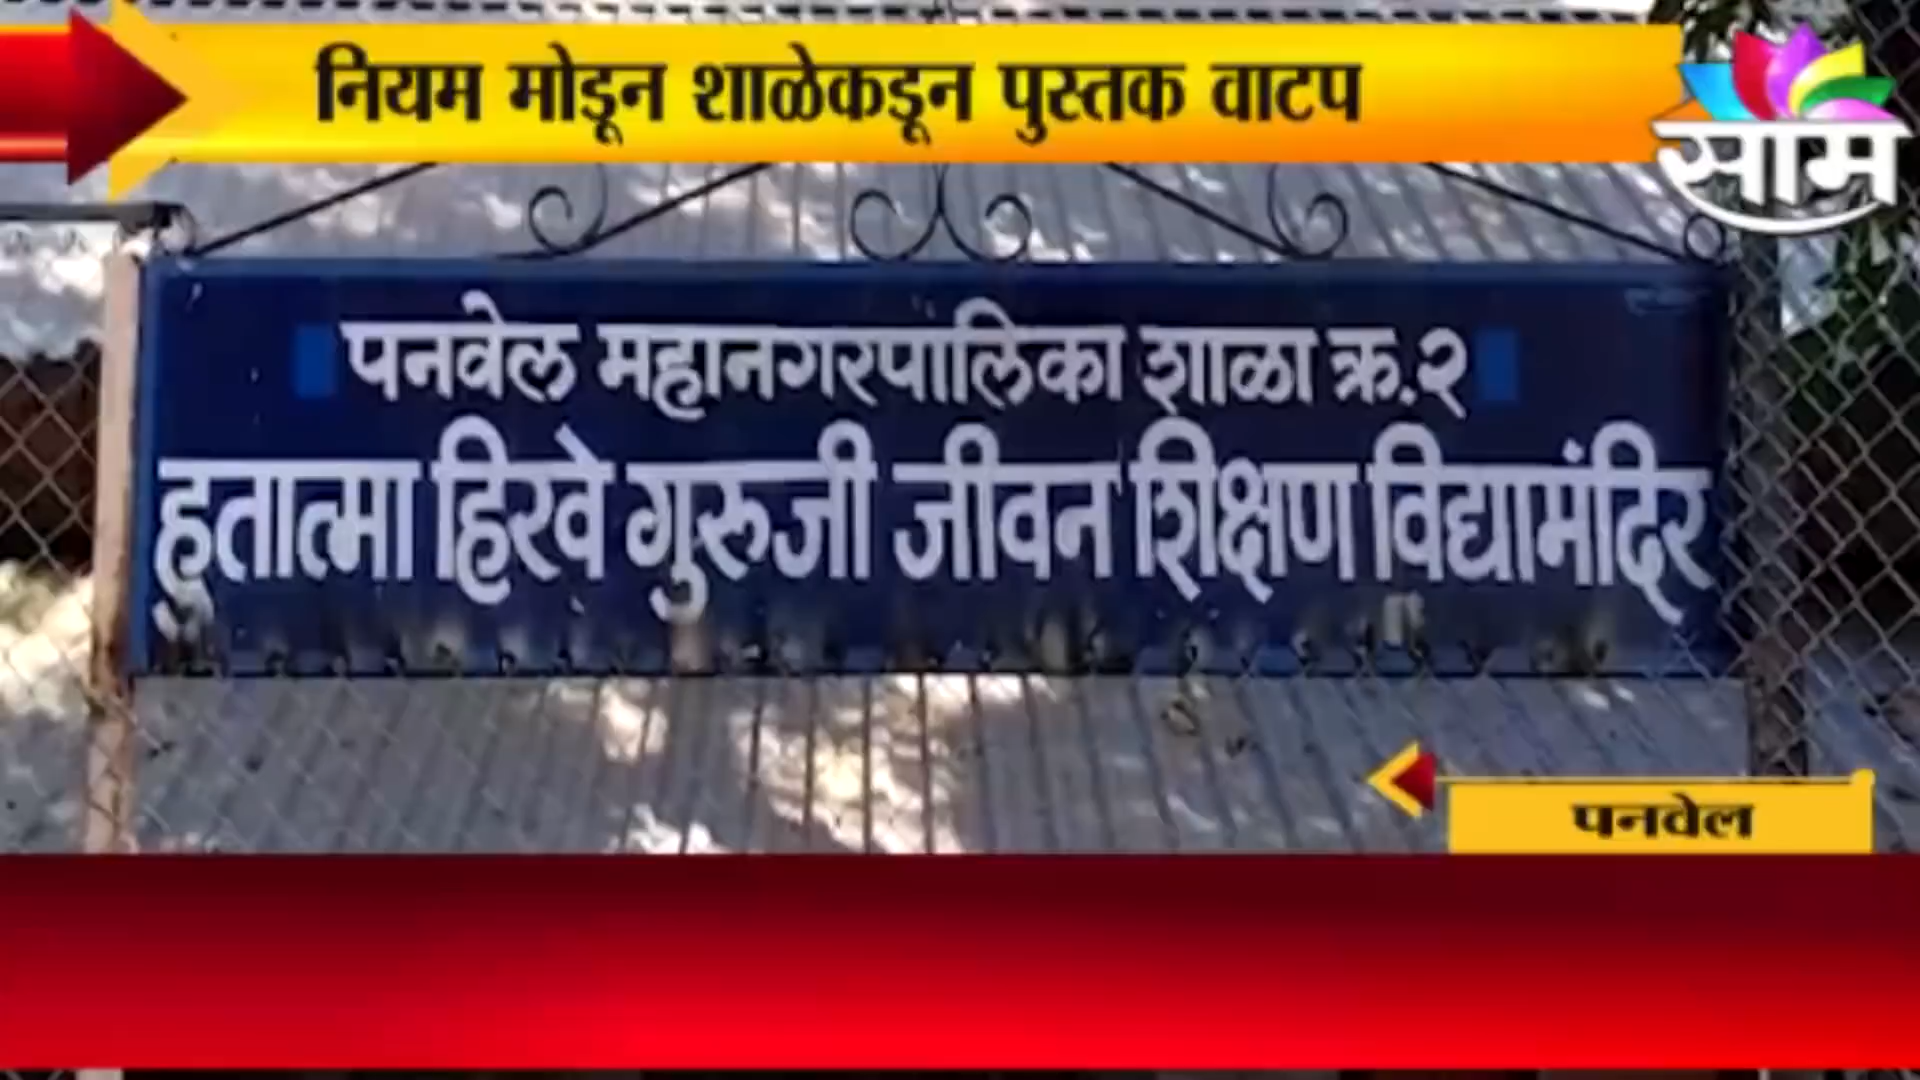 नियम मोडून शाळेकडून पुस्तक वाटप
साम
पनवेल महानगरपालिका शाळा क्र.२
हुतात्मा हिरवे गुरुजी जीवन शिक्षण विद्यामंदिर
पनवेल